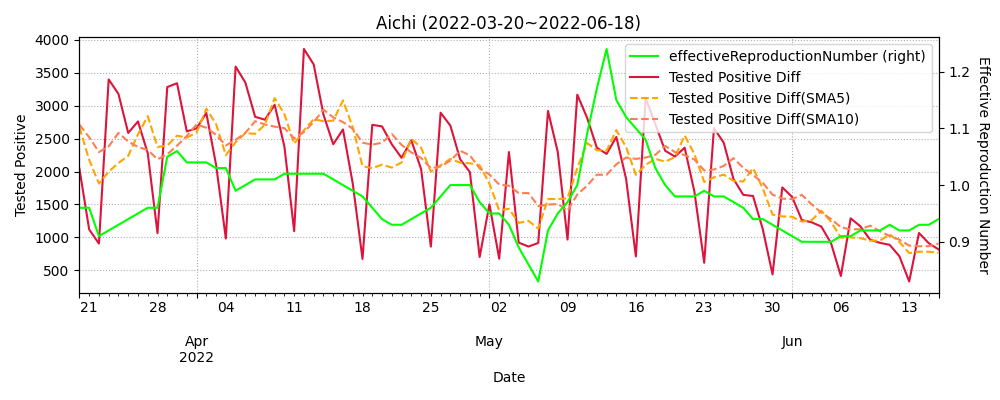 Aichi (2022-03-20~2022-06-18)
4000
3500
3000
2500
2000
1500
1000
500
Tested Positive
effectiveReproductionNumber (right)
Tested Positive Diff
Tested Positive Diff(SMA5)
Tested Positive Diff(SMA10)
1.2
1.1
1.0
0.9
Effective Reproduction Number
21 28 04 11 18 25 02 09 16 23 30 06 13
Apr May Jun
2022
Date